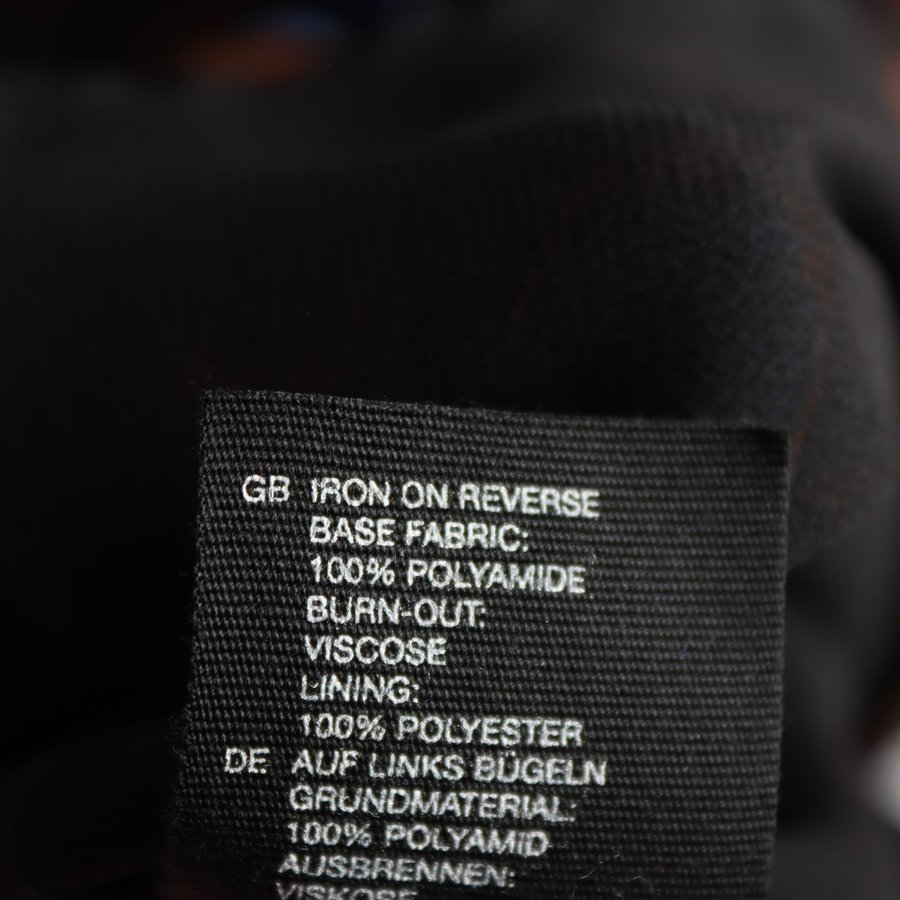 GB IRON ON REVERSE
BASE FABRIC:
100% POLYAMIDE
BURN-OUT:
VISCOSE
LINING:
100% POLYESTER
DE AUF LINKS BÜGELN
GRUNDMATERIAL:
100% POLYAMID
AUSBRENNEN:
VISKOSE